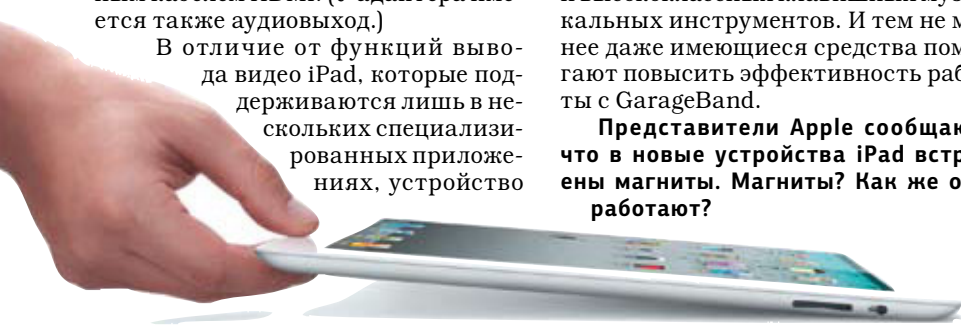 ется также аудиовыход.)
В отличие от функций выво-
да видео iPad, которые под-
держиваются лишь в не-
скольких специализи-
рованных приложе-
ниях, устройство
кальных инструментов. И тем не м
нее даже имеющиеся средства пом
гают повысить эффективность раб
ты с GarageBand.
Представители Apple сообщаю
что в новые устройства iPad встр
ены магниты. Магниты? Как же о
работают?